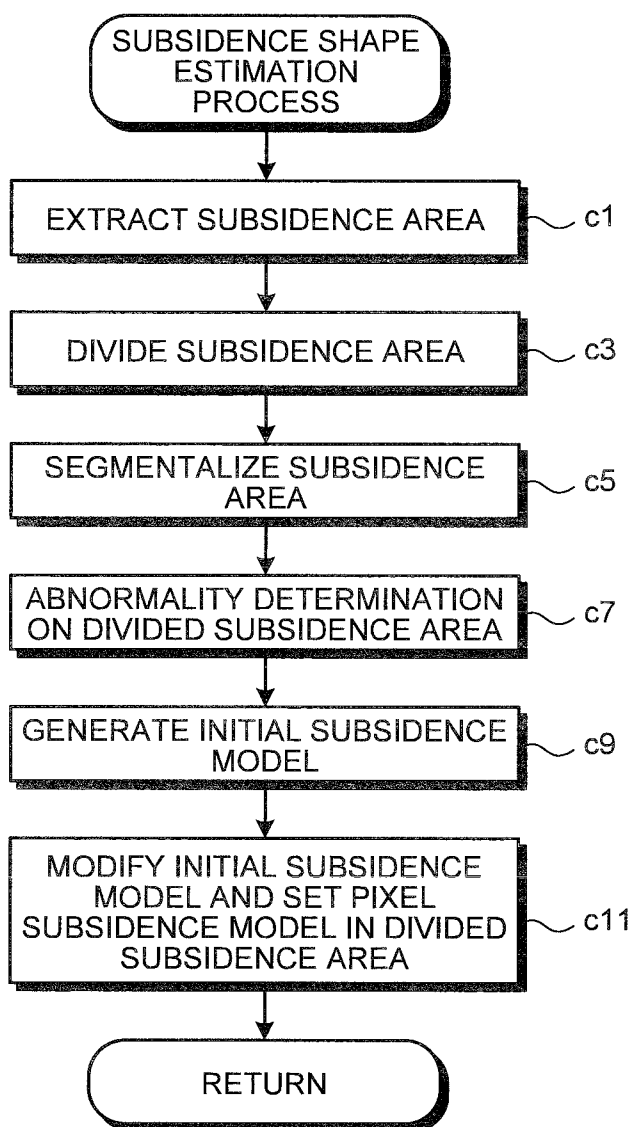 SUBSIDENCE SHAPE
ESTIMATION
PROCESS
EXTRACT SUBSIDENCE AREA
c1
DIVIDE SUBSIDENCE AREA
c3
SEGMENTALIZE SUBSIDENCE
AREA
c5
ABNORMALITY DETERMINATION
ON DIVIDED SUBSIDENCE AREA
c7
GENERATE INITIAL SUBSIDENCE
MODEL
c9
MODIFY INITIAL SUBSIDENCE
MODEL AND SET PIXEL
SUBSIDENCE MODEL IN DIVIDED
SUBSIDENCE AREA
c11
RETURN